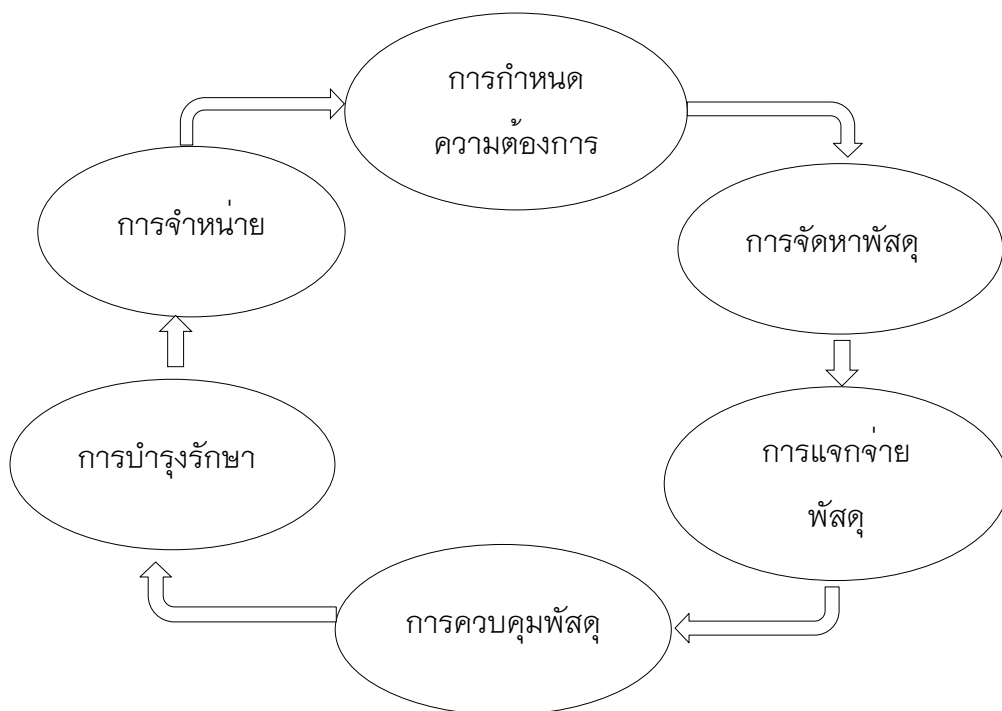 การกำหนด
ความต้องการ
การจัดหาพัสดุ
การแจกจ่าย
พัสดุ
การควบคุมพัสดุ
การบำรุงรักษา
การจำหน่าย